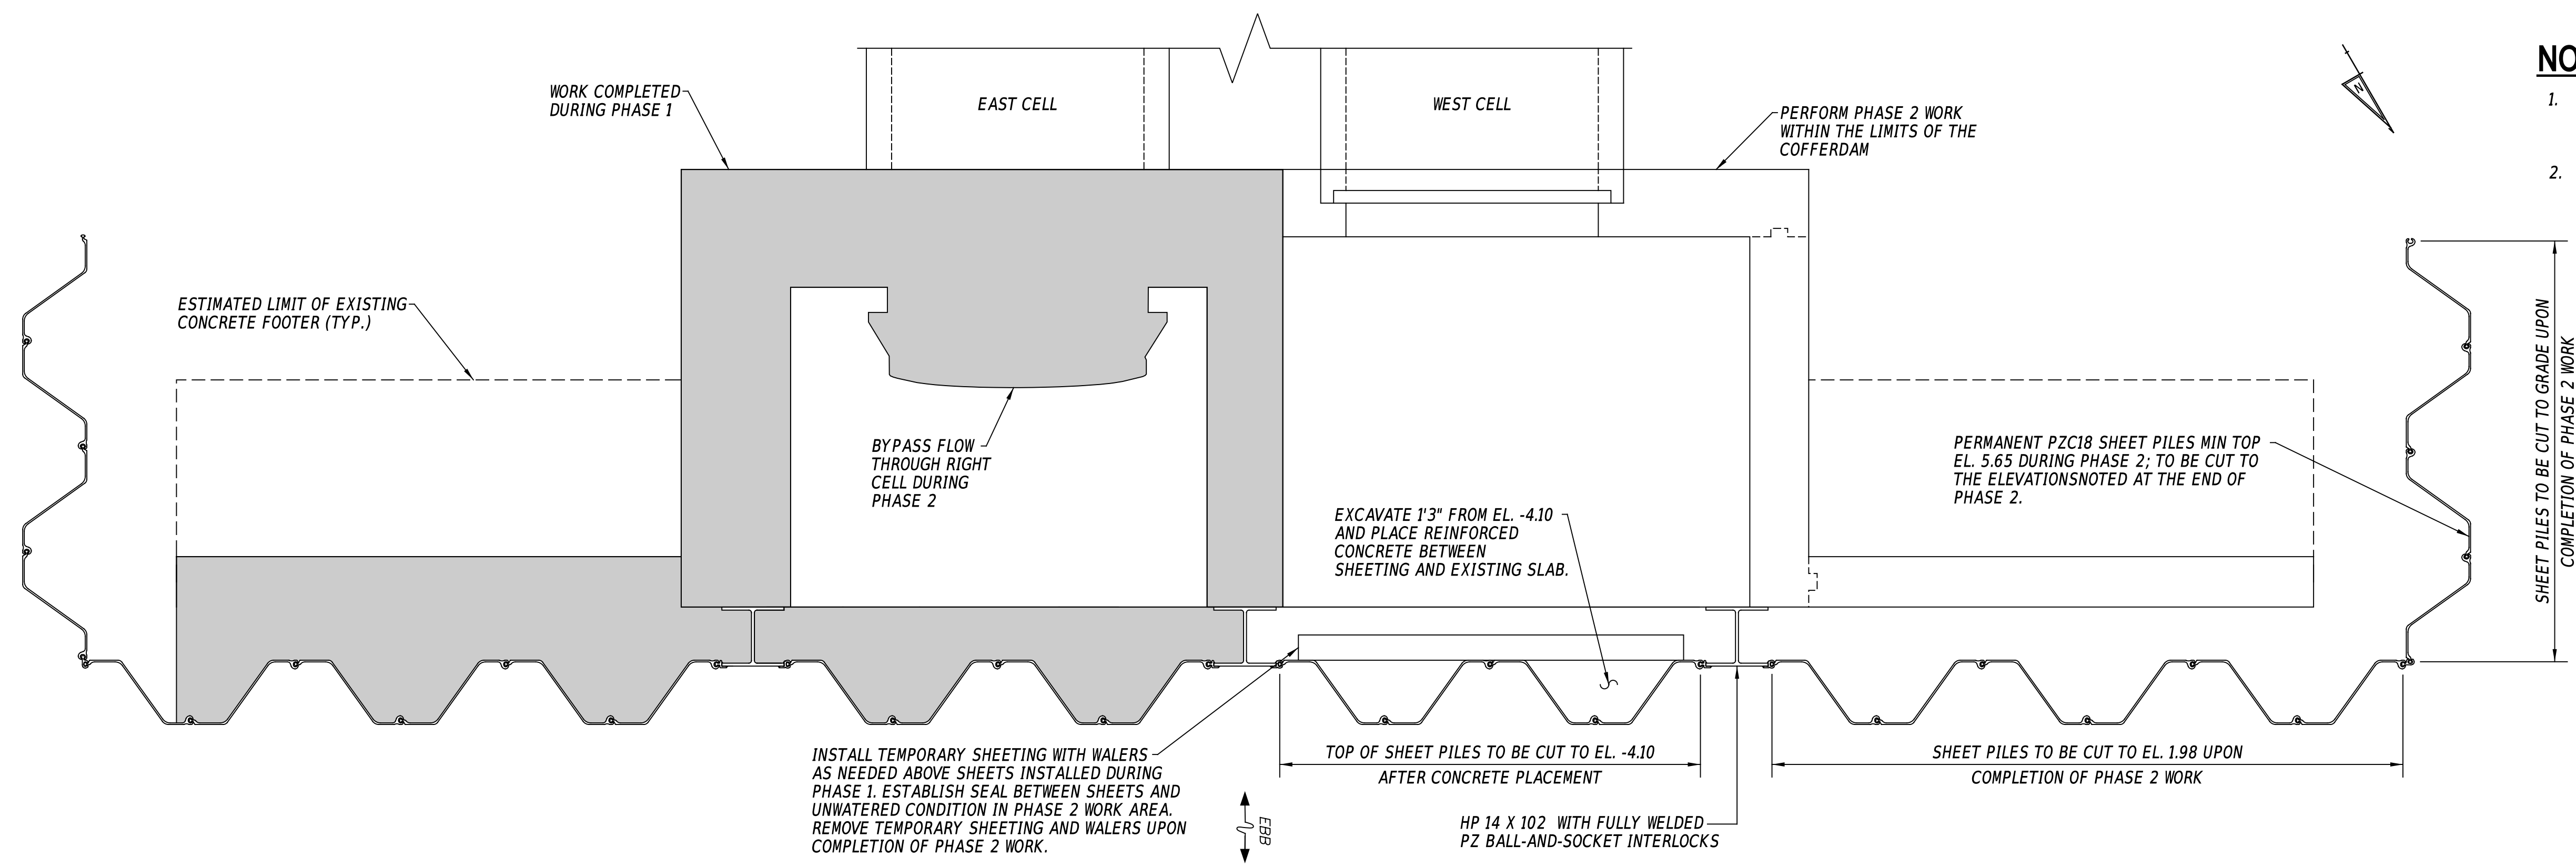 WORK COMPLETED
DURING PHASE 1
EAST CELL
WEST CELL
PERFORM PHASE 2 WORK
WITHIN THE LIMITS OF THE
COFFERDAM
N
NO
1.
2.
ESTIMATED LIMIT OF EXISTING
CONCRETE FOOTER (TYP.)
BYPASS FLOW
THROUGH RIGHT
CELL DURING
PHASE 2
EXCAVATE 1'3" FROM EL. -4.10
AND PLACE REINFORCED
CONCRETE BETWEEN
SHEETING AND EXISTING SLAB.
PERMANENT PZC18 SHEET PILES MIN TOP
EL. 5.65 DURING PHASE 2; TO BE CUT TO
THE ELEVATIONSNOTED AT THE END OF
PHASE 2.
SHEET PILES TO BE CUT TO GRADE UPON
COMPLETION OF PHASE 2 WORK
INSTALL TEMPORARY SHEETING WITH WALERS
AS NEEDED ABOVE SHEETS INSTALLED DURING
PHASE 1. ESTABLISH SEAL BETWEEN SHEETS AND
UNWATERED CONDITION IN PHASE 2 WORK AREA.
REMOVE TEMPORARY SHEETING AND WALERS UPON
COMPLETION OF PHASE 2 WORK.
EBB
TOP OF SHEET PILES TO BE CUT TO EL. -4.10
AFTER CONCRETE PLACEMENT
SHEET PILES TO BE CUT TO EL. 1.98 UPON
COMPLETION OF PHASE 2 WORK
HP 14 X 102 WITH FULLY WELDED
PZ BALL-AND-SOCKET INTERLOCKS